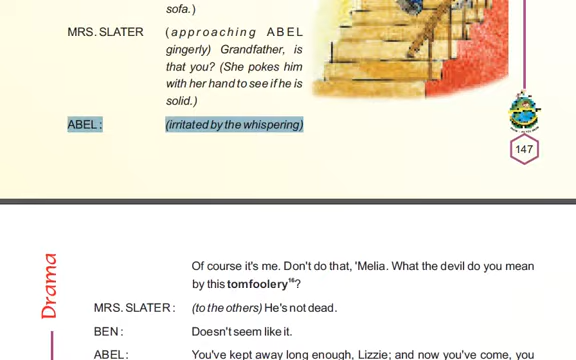 sofa.)
MRS. SLATER (approaching ABEL
gingerly) Grandfather, is
that you? (She pokes him
with her hand to see if he is
solid.)
ABEL: (irritated by the whispering)
147
Drama
Of course it's me. Don't do that, 'Melia. What the devil do you mean
by this tomfoolery¹⁶?
MRS. SLATER : (to the others) He's not dead.
BEN : Doesn't seem like it.
ABEL: You've kept away long enough, Lizzie; and now you've come, you